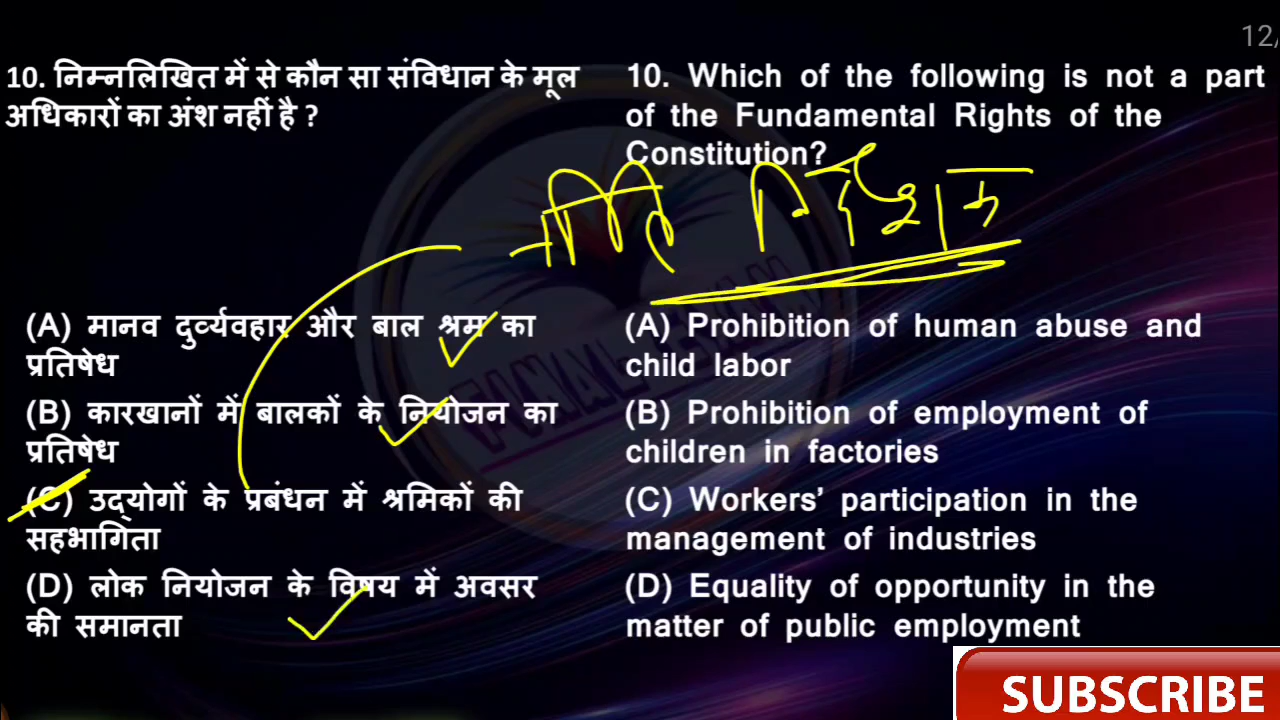 12/
10. निम्नलिखित में से कौन सा संविधान के मूल
अधिकारों का अंश नहीं है ?
10. Which of the following is not a part
of the Fundamental Rights of the
Constitution?
(A) मानव दुर्व्यवहार और बाल श्रम का
प्रतिषेध
(B) कारखानों में बालकों के नियोजन का
प्रतिषेध
(C) उद्योगों के प्रबंधन में श्रमिकों की
सहभागिता
(D) लोक नियोजन के विषय में अवसर
की समानता
(A) Prohibition of human abuse and
child labor
(B) Prohibition of employment of
children in factories
(C) Workers’ participation in the
management of industries
(D) Equality of opportunity in the
matter of public employment
SUBSCRIBE